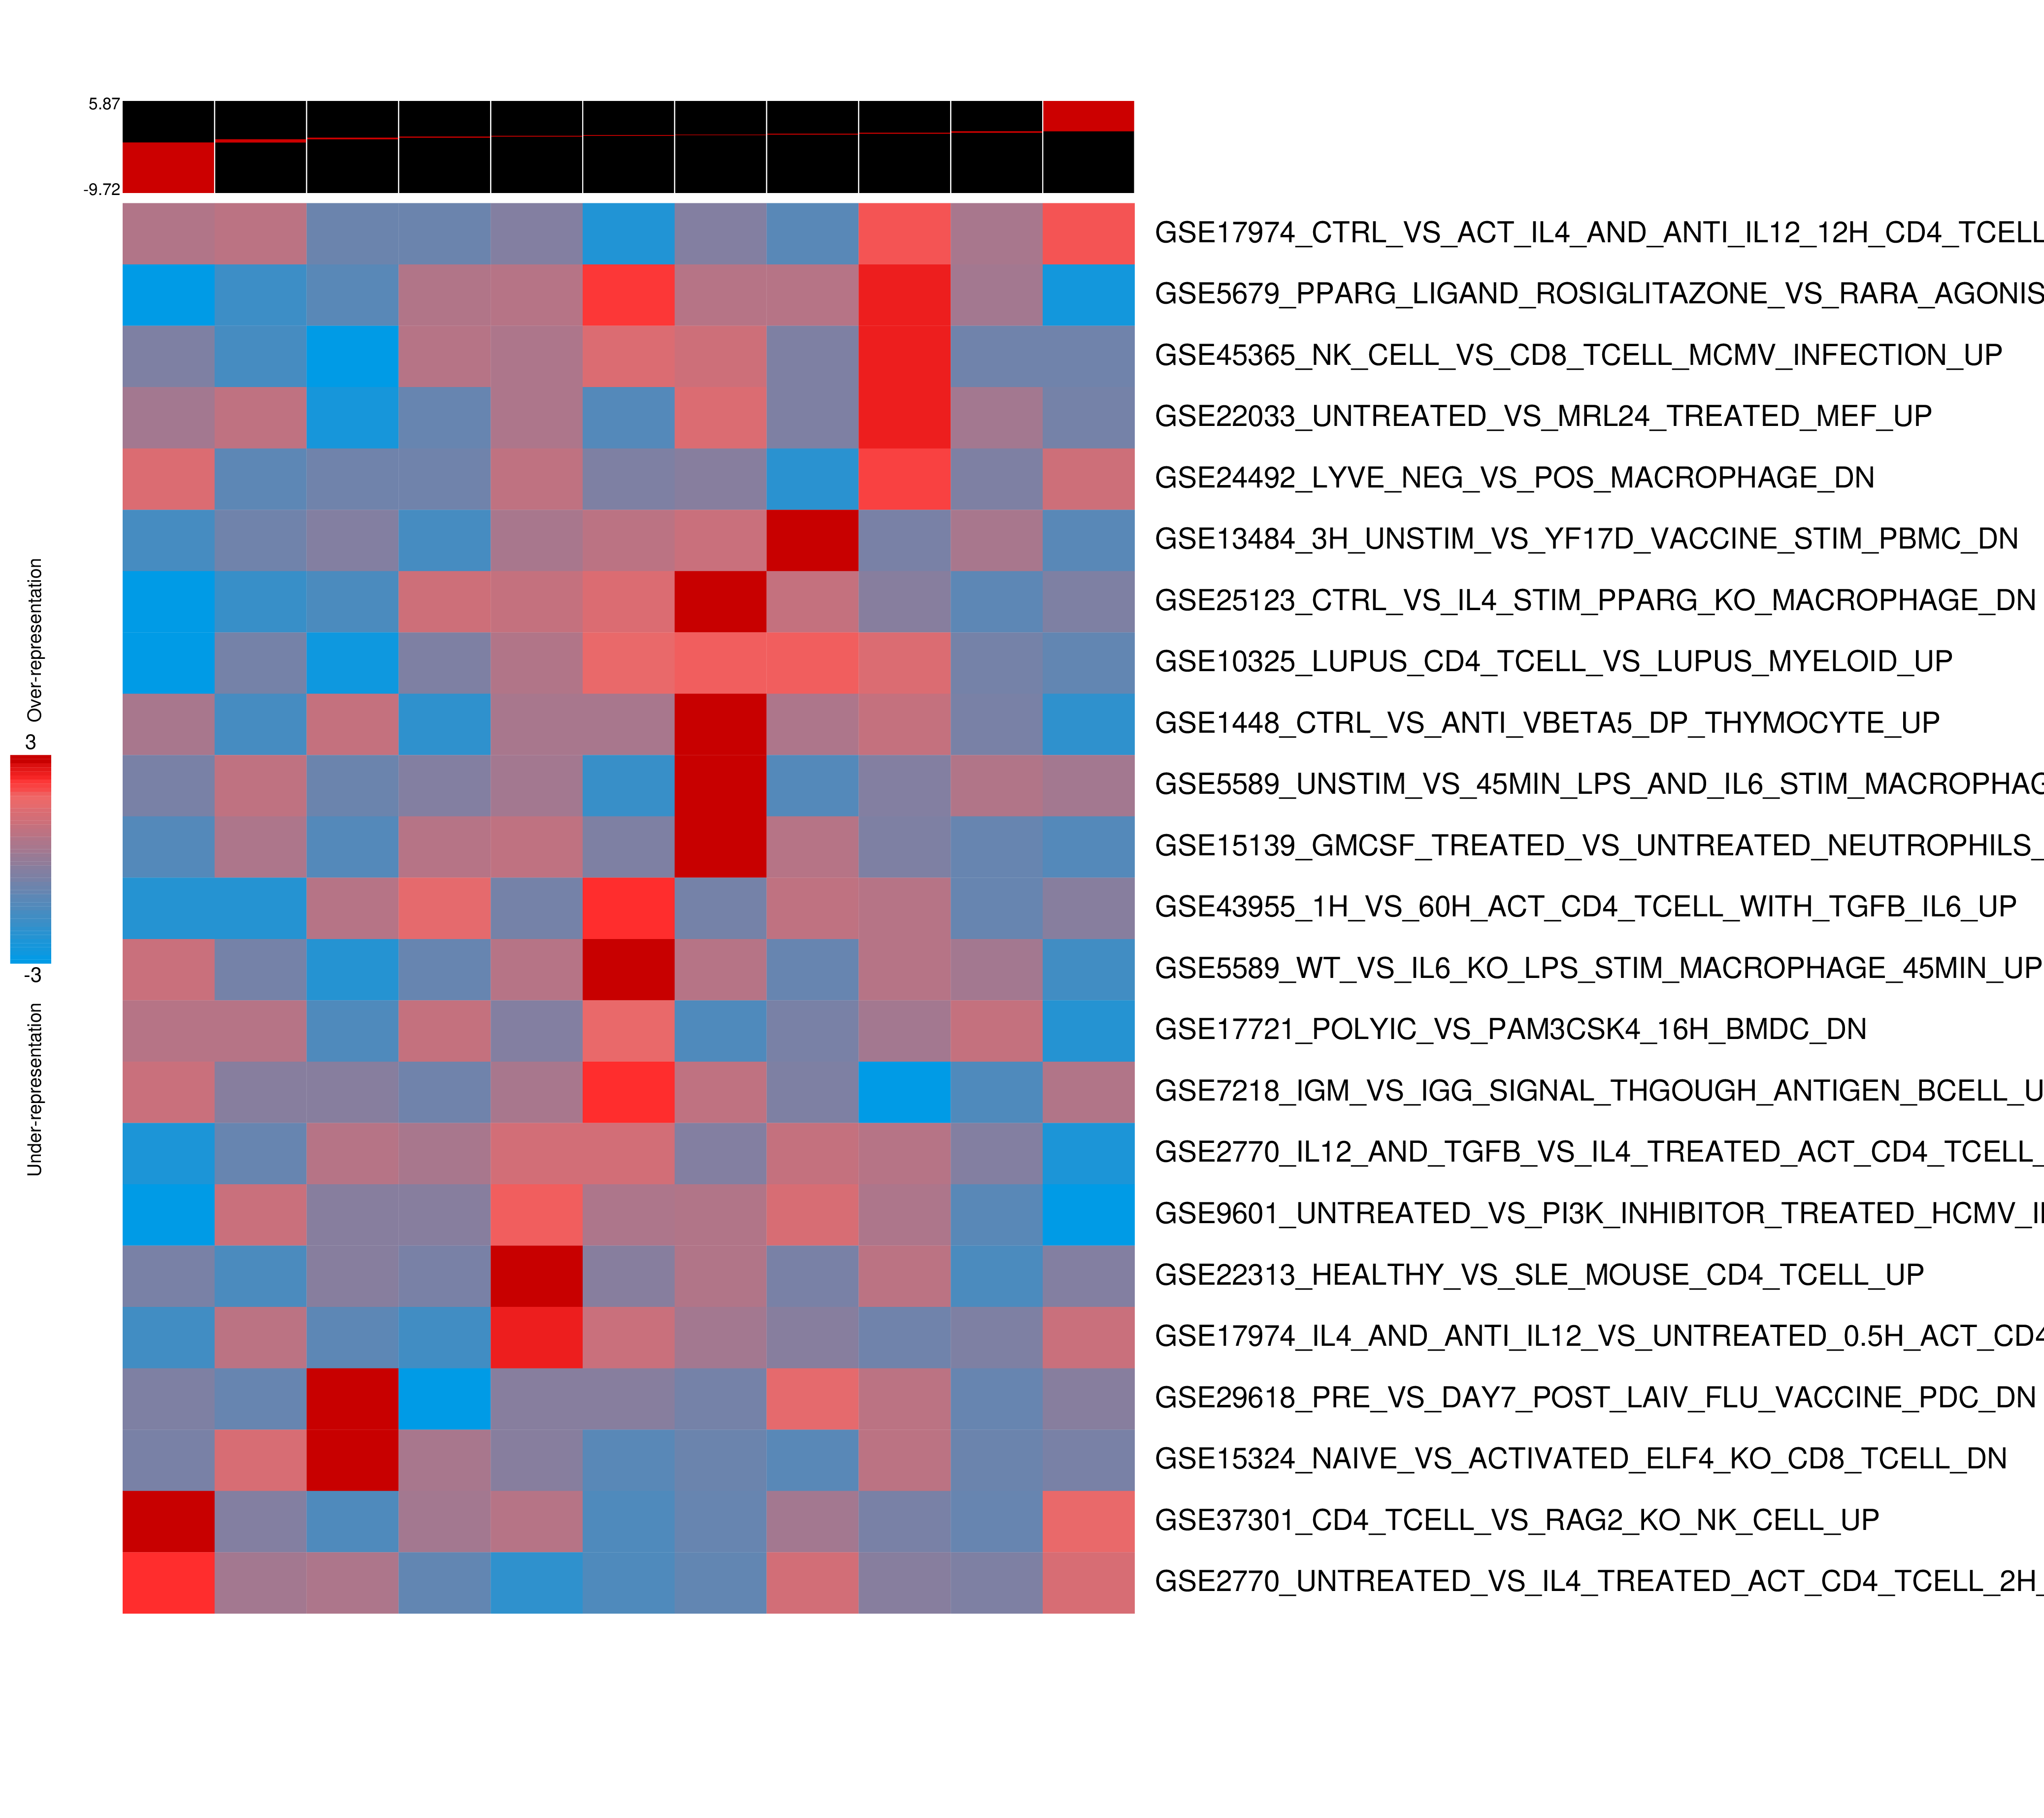 5.87
-9.72
GSE17974_CTRL_VS_ACT_IL4_AND_ANTI_IL12_12H_CD4_TCELL
GSE5679_PPARG_LIGAND_ROSIGLITAZONE_VS_RARA_AGONIS
GSE45365_NK_CELL_VS_CD8_TCELL_MCMV_INFECTION_UP
GSE22033_UNTREATED_VS_MRL24_TREATED_MEF_UP
GSE24492_LYVE_NEG_VS_POS_MACROPHAGE_DN
GSE13484_3H_UNSTIM_VS_YF17D_VACCINE_STIM_PBMC_DN
GSE25123_CTRL_VS_IL4_STIM_PPARG_KO_MACROPHAGE_DN
GSE10325_LUPUS_CD4_TCELL_VS_LUPUS_MYELOID_UP
GSE1448_CTRL_VS_ANTI_VBETA5_DP_THYMOCYTE_UP
GSE5589_UNSTIM_VS_45MIN_LPS_AND_IL6_STIM_MACROPHAG
GSE15139_GMCSF_TREATED_VS_UNTREATED_NEUTROPHILS_
GSE43955_1H_VS_60H_ACT_CD4_TCELL_WITH_TGFB_IL6_UP
GSE5589_WT_VS_IL6_KO_LPS_STIM_MACROPHAGE_45MIN_UP
GSE17721_POLYIC_VS_PAM3CSK4_16H_BMDC_DN
GSE7218_IGM_VS_IGG_SIGNAL_THGOUGH_ANTIGEN_BCELL_U
GSE2770_IL12_AND_TGFB_VS_IL4_TREATED_ACT_CD4_TCELL_
GSE9601_UNTREATED_VS_PI3K_INHIBITOR_TREATED_HCMV_I
GSE22313_HEALTHY_VS_SLE_MOUSE_CD4_TCELL_UP
GSE17974_IL4_AND_ANTI_IL12_VS_UNTREATED_0.5H_ACT_CD4
GSE29618_PRE_VS_DAY7_POST_LAIV_FLU_VACCINE_PDC_DN
GSE15324_NAIVE_VS_ACTIVATED_ELF4_KO_CD8_TCELL_DN
GSE37301_CD4_TCELL_VS_RAG2_KO_NK_CELL_UP
GSE2770_UNTREATED_VS_IL4_TREATED_ACT_CD4_TCELL_2H_
Over-representation
3
-3
Under-representation